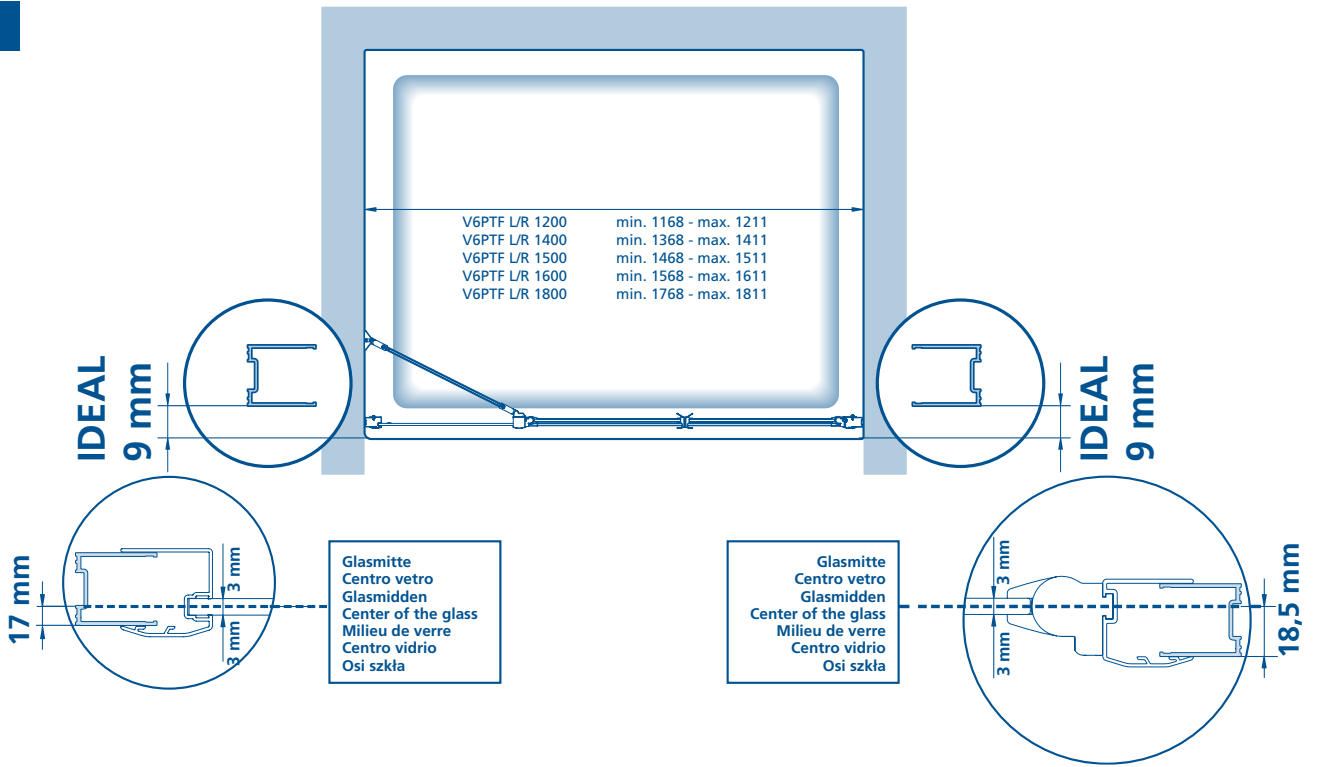 V6PTF L/R 1200 min. 1168 - max. 1211
V6PTF L/R 1400 min. 1368 - max. 1411
V6PTF L/R 1500 min. 1468 - max. 1511
V6PTF L/R 1600 min. 1568 - max. 1611
V6PTF L/R 1800 min. 1768 - max. 1811
IDEAL
9 mm
IDEAL
9 mm
17 mm
3 mm
3 mm
Glasmitte
Centro vetro
Glasmidden
Center of the glass
Milieu de verre
Centro vidrio
Osi szkła
Glasmitte
Centro vetro
Glasmidden
Center of the glass
Milieu de verre
Centro vidrio
Osi szkła
3 mm
3 mm
18,5 mm